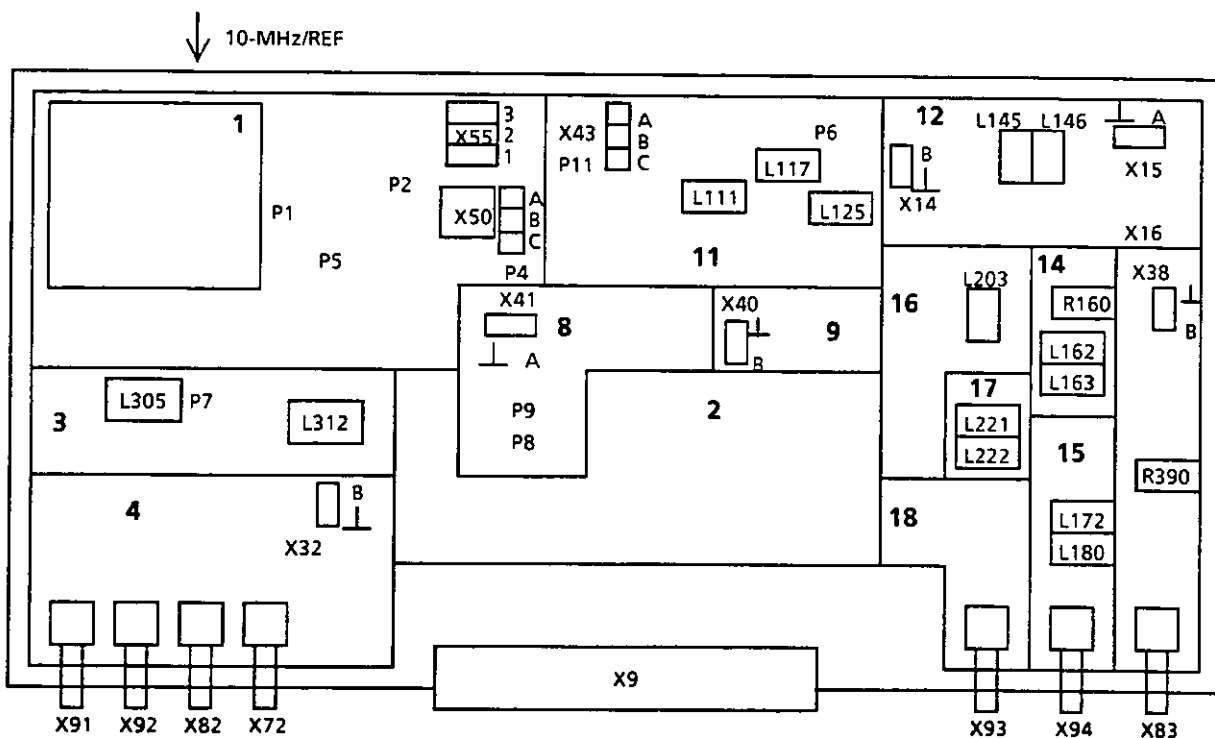 10-MHz/REF
1
P1
P5
P2
3
X55 2
1
X50
A
B
C
P4
X43
P11
A
B
C
P6
L117
L111
L125
11
12
L145
L146
A
X15
B
X14
X16
X41
8
A
X40
9
B
16
L203
14
R160
L162
L163
X38
B
3
L305
P7
L312
P9
P8
2
17
L221
L222
15
R390
4
B
X32
18
L172
L180
X9
X91
X92
X82
X72
X93
X94
X83